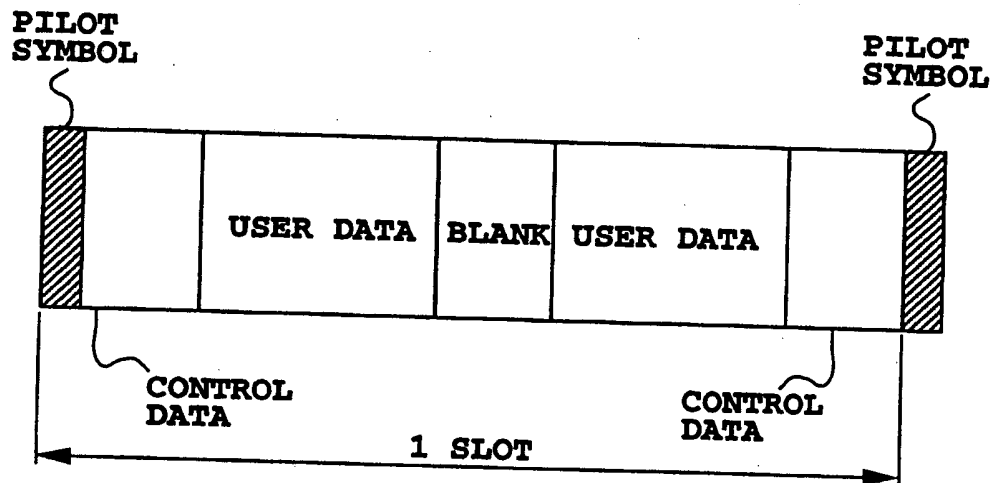 PILOT
SYMBOL
PILOT
SYMBOL
USER DATA
BLANK
USER DATA
CONTROL
DATA
CONTROL
DATA
1 SLOT